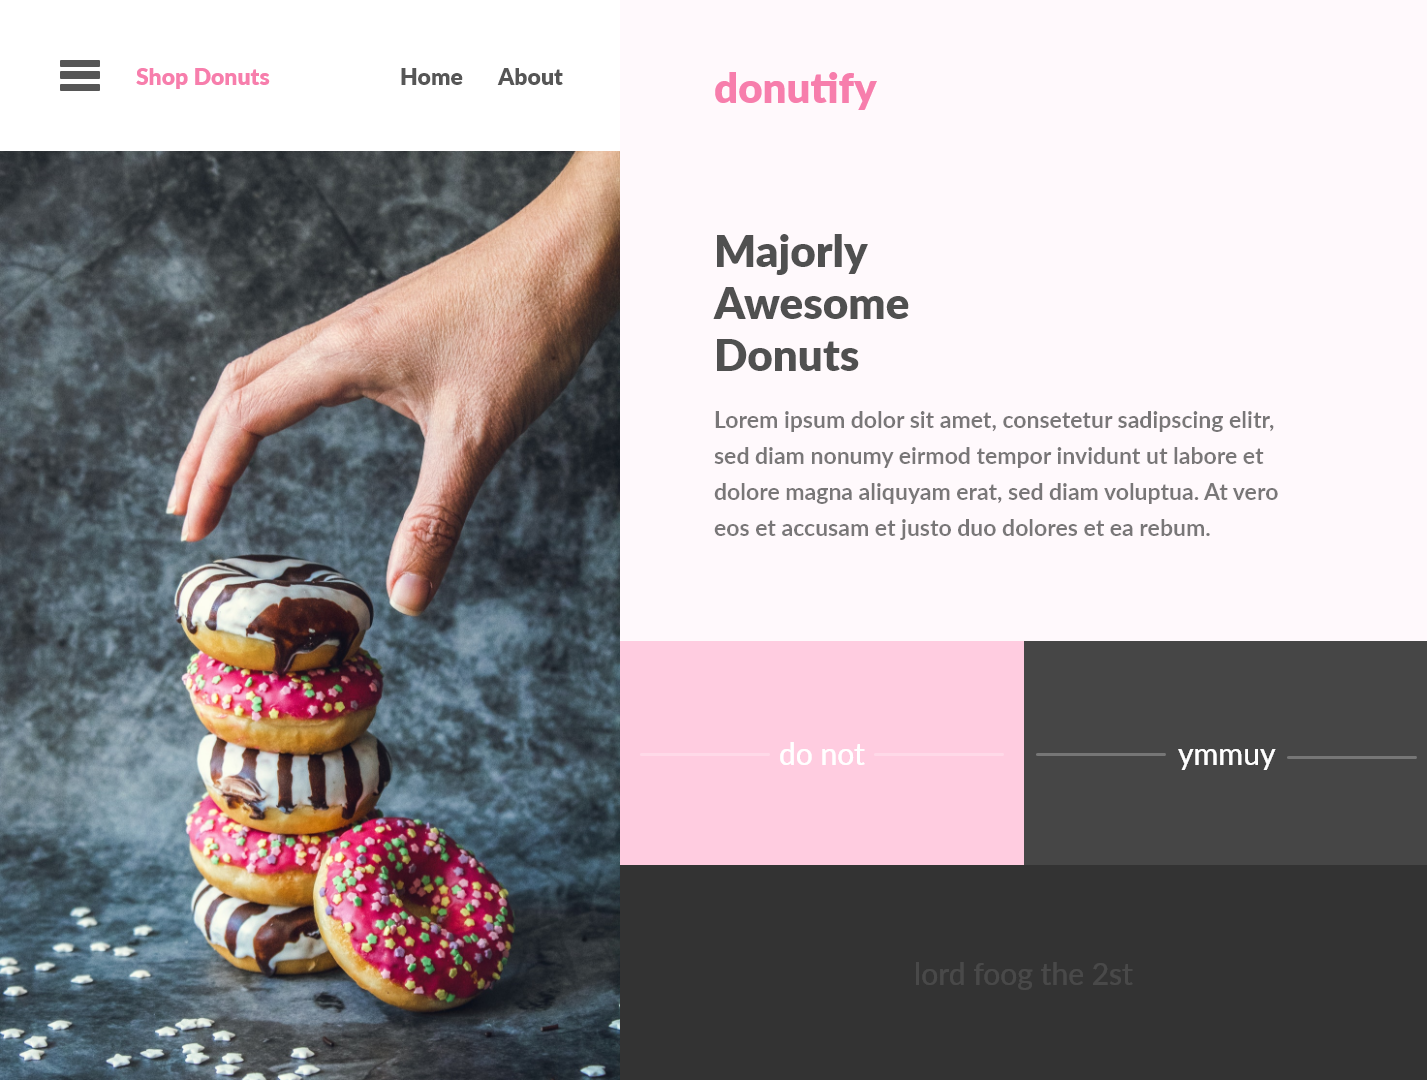 Shop Donuts
Home
About
donutify
Majorly
Awesome
Donuts
Lorem ipsum dolor sit amet, consetetur sadipscing elitr,
sed diam nonumy eirmod tempor invidunt ut labore et
dolore magna aliquyam erat, sed diam voluptua. At vero
eos et accusam et justo duo dolores et ea rebum.
do not
ymmuy
lord foog the 2st